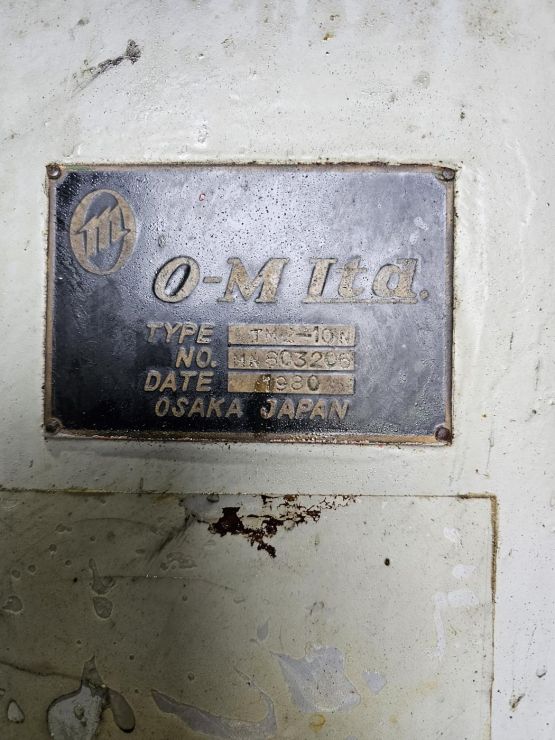 O-M Ltd.
TYPE
NO.
DATE 1980
OSAKA JAPAN